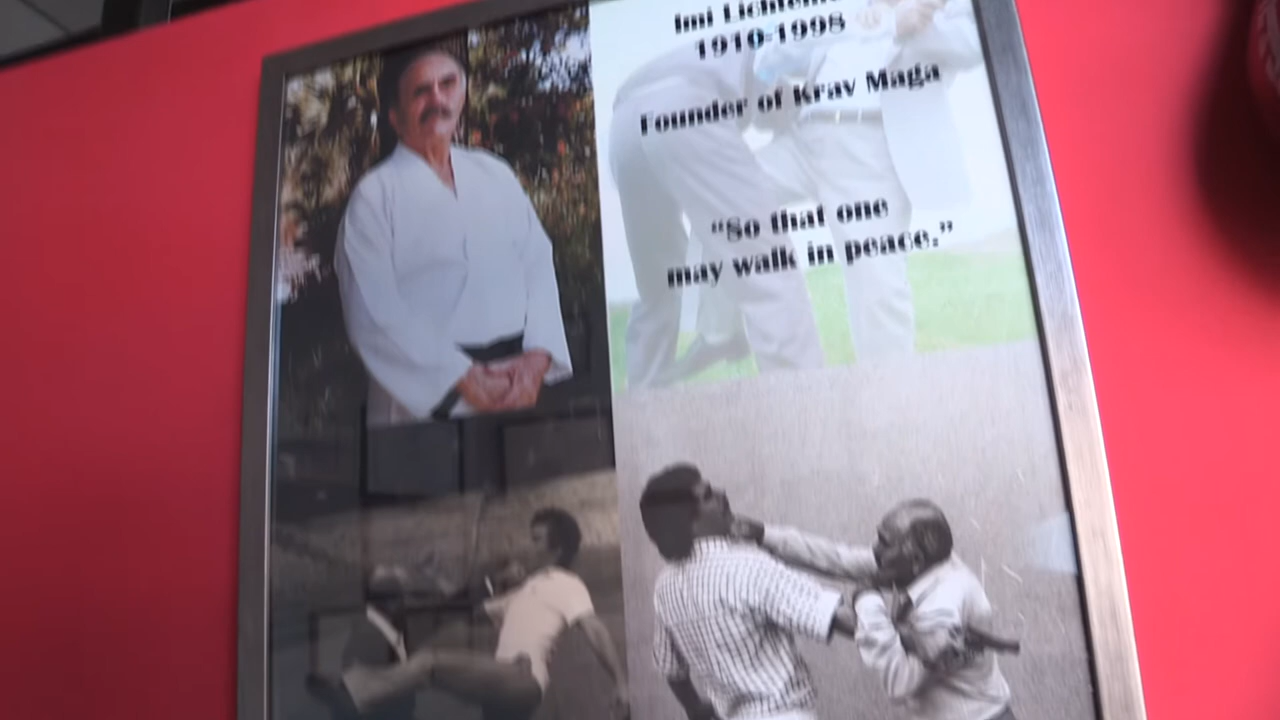 Imi
1910-1998
Founder of Krav Maga
“So that one
may walk in peace.”